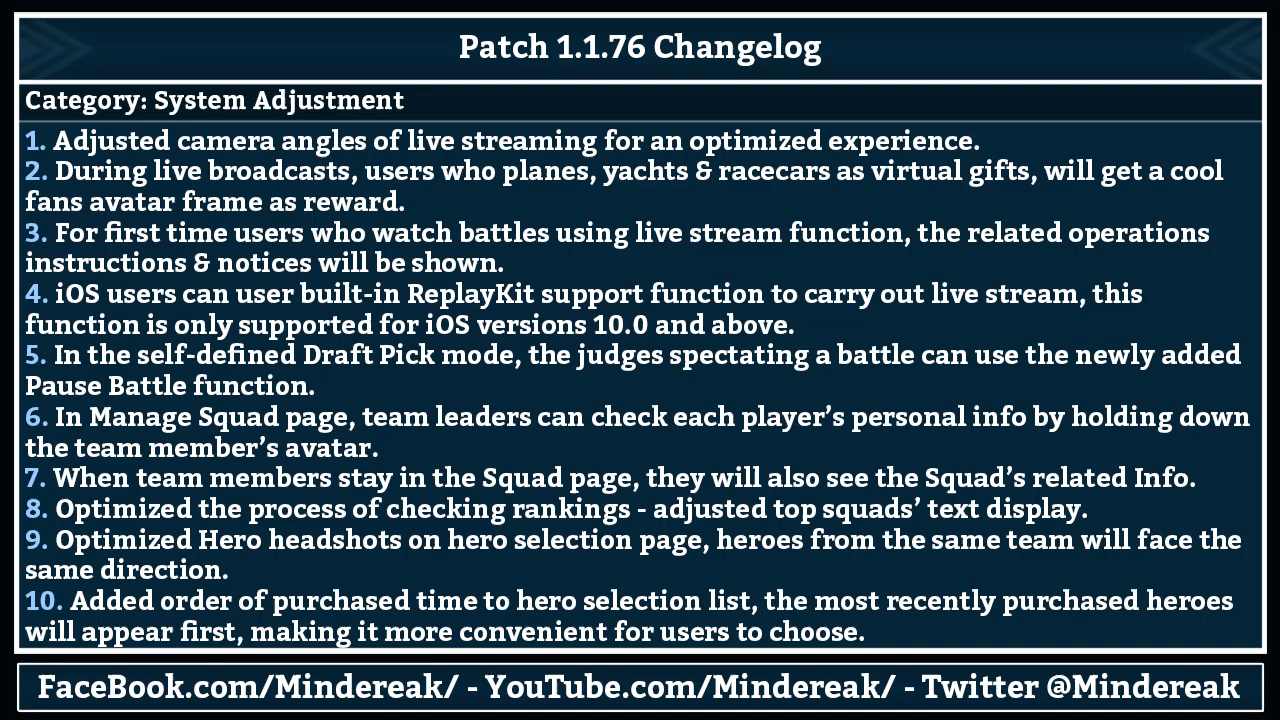 Patch 1.1.76 Changelog
Category: System Adjustment
1. Adjusted camera angles of live streaming for an optimized experience.
2. During live broadcasts, users who planes, yachts & racecars as virtual gifts, will get a cool
fans avatar frame as reward.
3. For first time users who watch battles using live stream function, the related operations
instructions & notices will be shown.
4. iOS users can user built-in ReplayKit support function to carry out live stream, this
function is only supported for iOS versions 10.0 and above.
5. In the self-defined Draft Pick mode, the judges spectating a battle can use the newly added
Pause Battle function.
6. In Manage Squad page, team leaders can check each player’s personal info by holding down
the team member’s avatar.
7. When team members stay in the Squad page, they will also see the Squad’s related Info.
8. Optimized the process of checking rankings - adjusted top squads’ text display.
9. Optimized Hero headshots on hero selection page, heroes from the same team will face the
same direction.
10. Added order of purchased time to hero selection list, the most recently purchased heroes
will appear first, making it more convenient for users to choose.
FaceBook.com/Mindereak/ - YouTube.com/Mindereak/ - Twitter @Mindereak